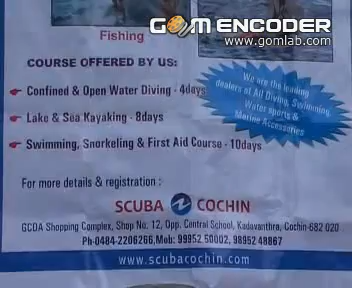 GOM ENCODER
www.gomlab.com
Fishing
COURSE OFFERED BY US:
Confined & Open Water Diving - 4days
We are the leading
dealers of All Diving, Swimming,
Water sports &
Marine Accessories
Lake & Sea Kayaking - 8days
Swimming, Snorkeling & First Aid Course - 10days
For more details & registration :
SCUBA COCHIN
GCDA Shopping Complex, Shop No. 12, Opp. Central School, Kadavanthra, Cochin-682 020
Ph-0484-2206266,Mob: 99952 50002, 98952 48867
www.scubacochin.com